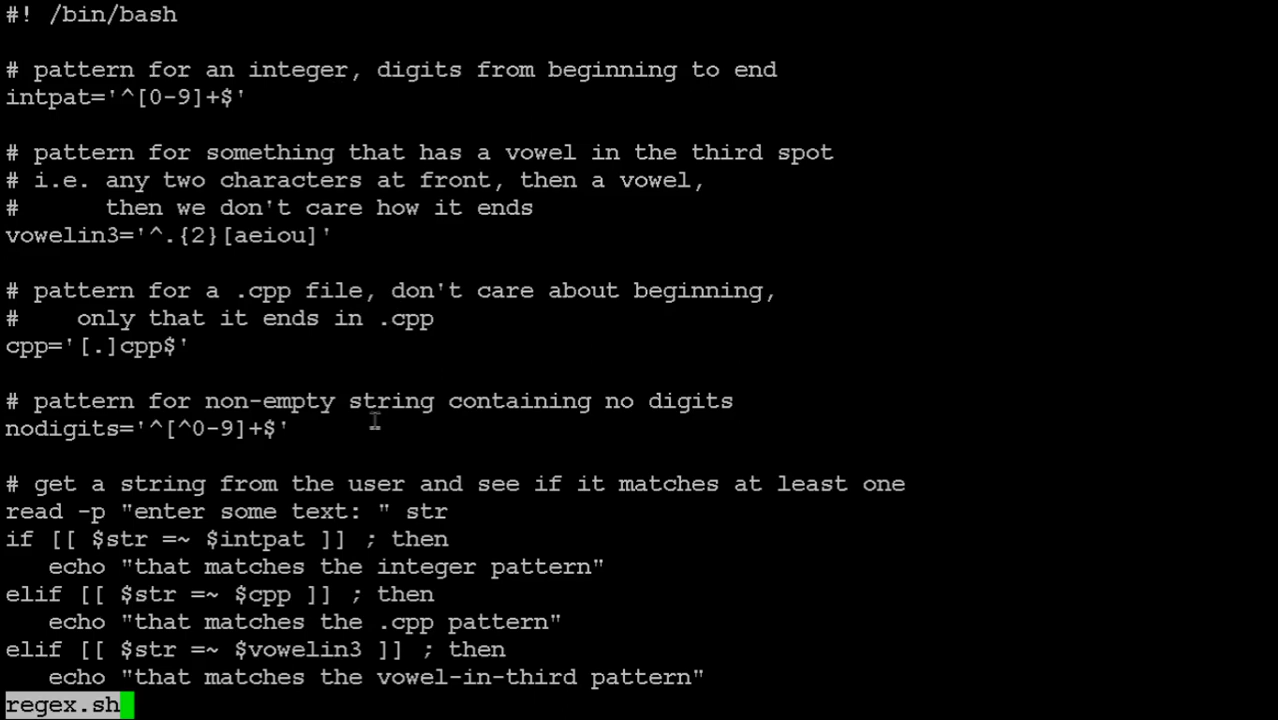 #! /bin/bash
# pattern for an integer, digits from beginning to end
intpat='^[0-9]+$'
# pattern for something that has a vowel in the third spot
# i.e. any two characters at front, then a vowel,
#      then we don't care how it ends
vowelin3='^.{2}[aeiou]'
# pattern for a .cpp file, don't care about beginning,
#    only that it ends in .cpp
cpp='[.]cpp$'
# pattern for non-empty string containing no digits
nodigits='^[^0-9]+$'
# get a string from the user and see if it matches at least one
read -p "enter some text: " str
if [[ $str =~ $intpat ]] ; then
   echo "that matches the integer pattern"
elif [[ $str =~ $cpp ]] ; then
   echo "that matches the .cpp pattern"
elif [[ $str =~ $vowelin3 ]] ; then
   echo "that matches the vowel-in-third pattern"
regex.sh